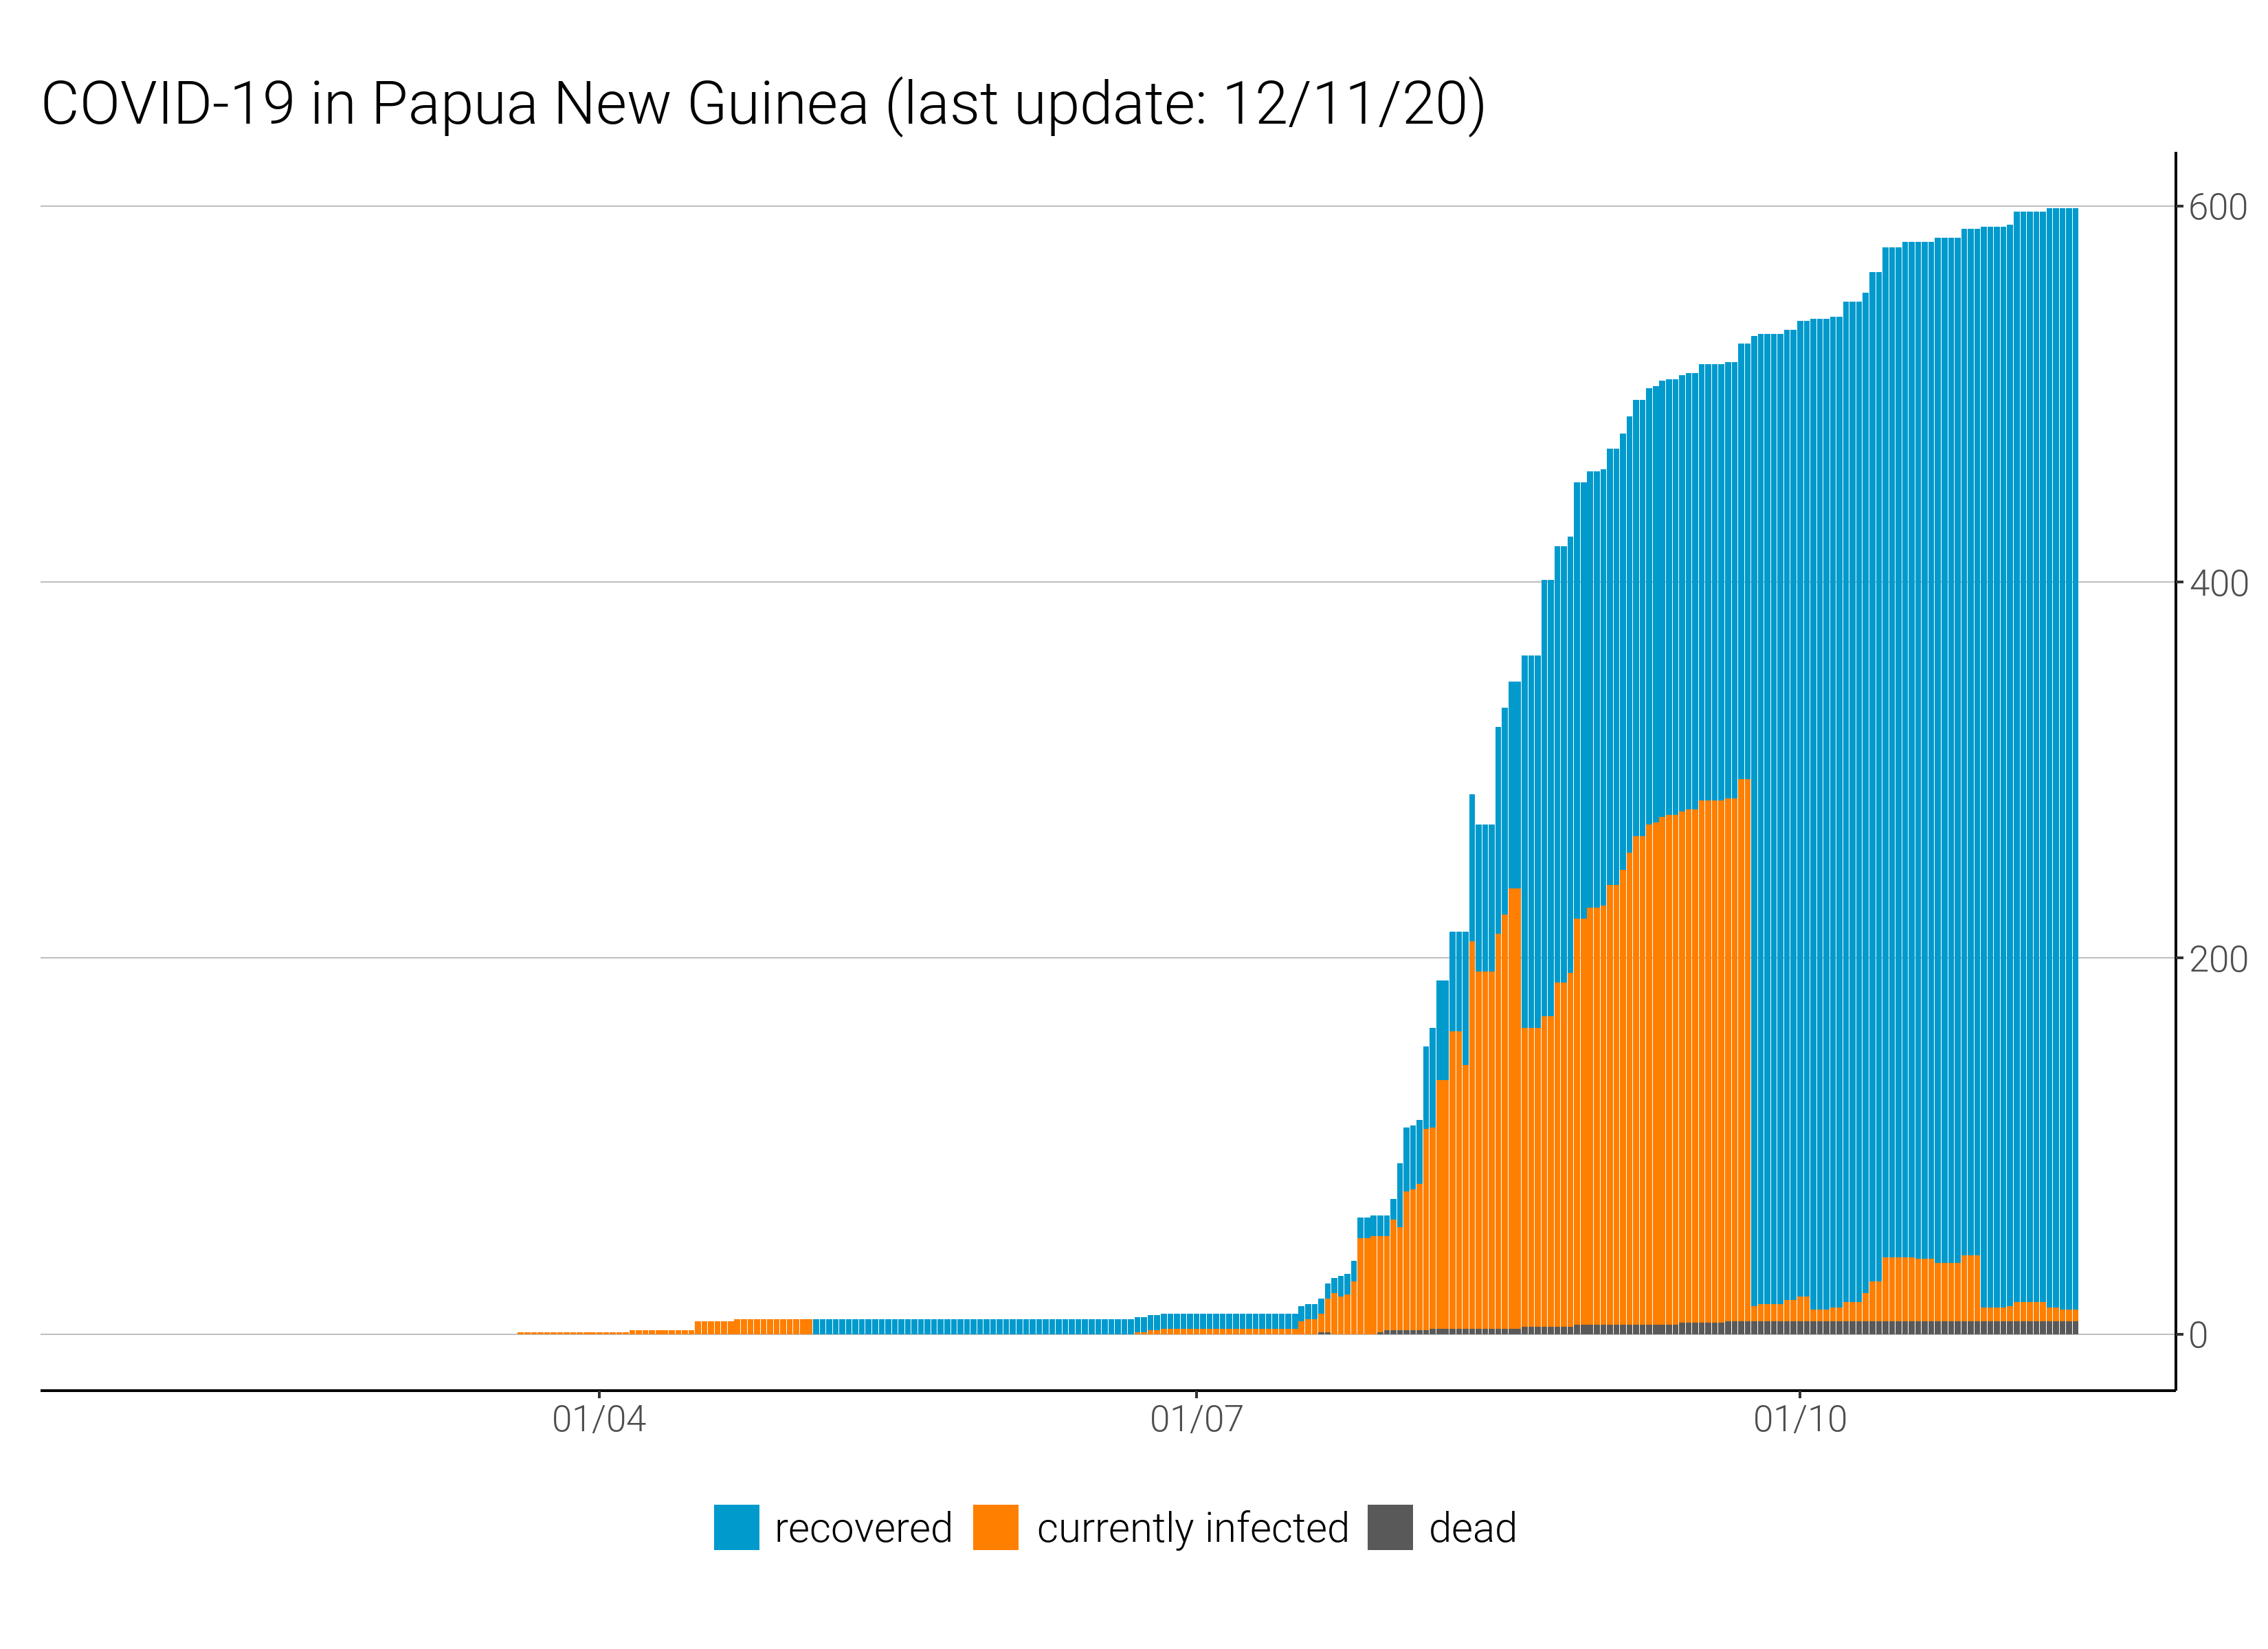 COVID-19 in Papua New Guinea (last update: 12/11/20)
600
400
200
0
01/04 01/07 01/10
recovered currently infected dead